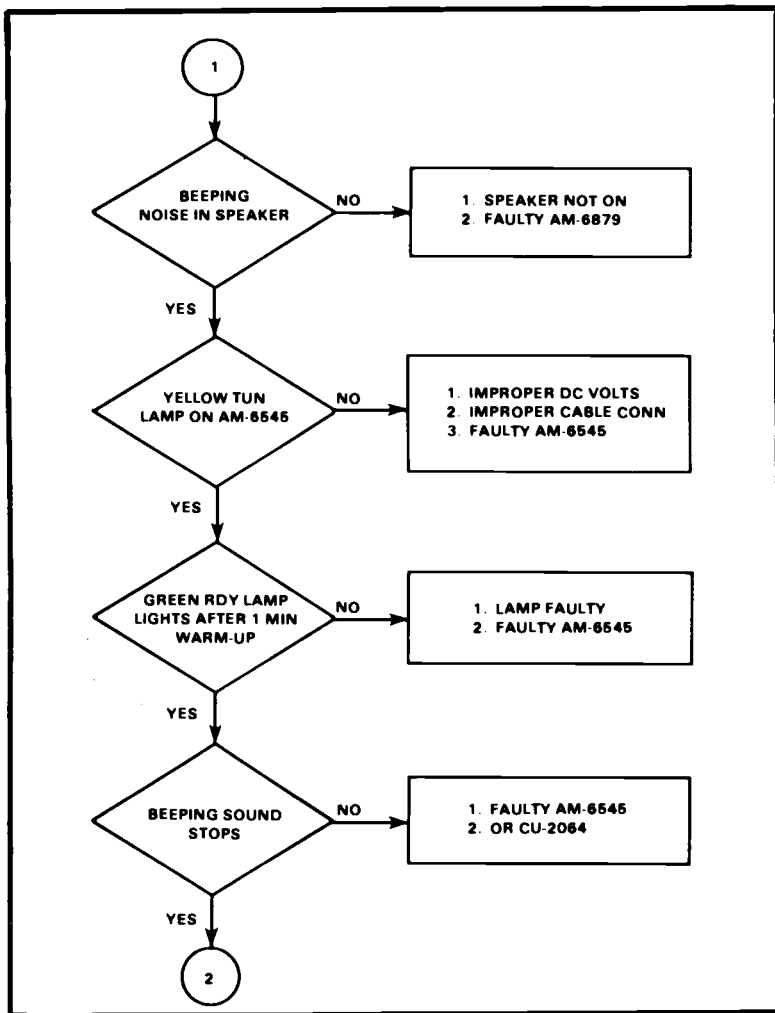 1
BEEPING
NOISE IN SPEAKER
NO
1. SPEAKER NOT ON
2. FAULTY AM-6879
YES
YELLOW TUN
LAMP ON AM-6545
NO
1. IMPROPER DC VOLTS
2. IMPROPER CABLE CONN
3. FAULTY AM-6545
YES
GREEN RDY LAMP
LIGHTS AFTER 1 MIN
WARM-UP
NO
1. LAMP FAULTY
2. FAULTY AM-6545
YES
BEEPING SOUND
STOPS
NO
1. FAULTY AM-6545
2. OR CU-2064
YES
2